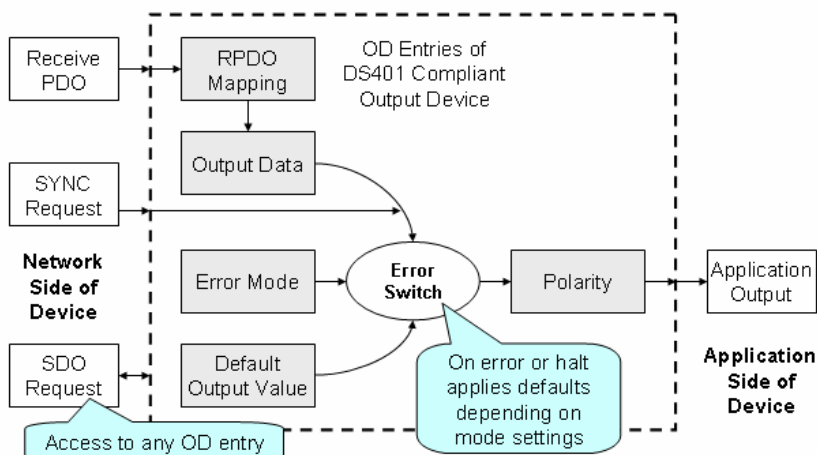 Receive
PDO
RPDO
Mapping
OD Entries of
DS401 Compliant
Output Device
Output Data
SYNC
Request
Network
Side of
Device
Error Mode
Error
Switch
Polarity
Application
Output
SDO
Request
Default
Output Value
On error or halt
applies defaults
depending on
mode settings
Application
Side of
Device
Access to any OD entry